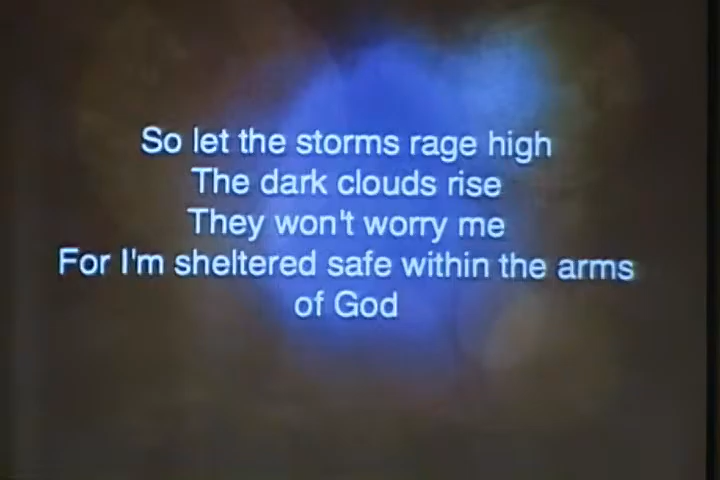 So let the storms rage high
The dark clouds rise
They won't worry me
For I'm sheltered safe within the arms
of God